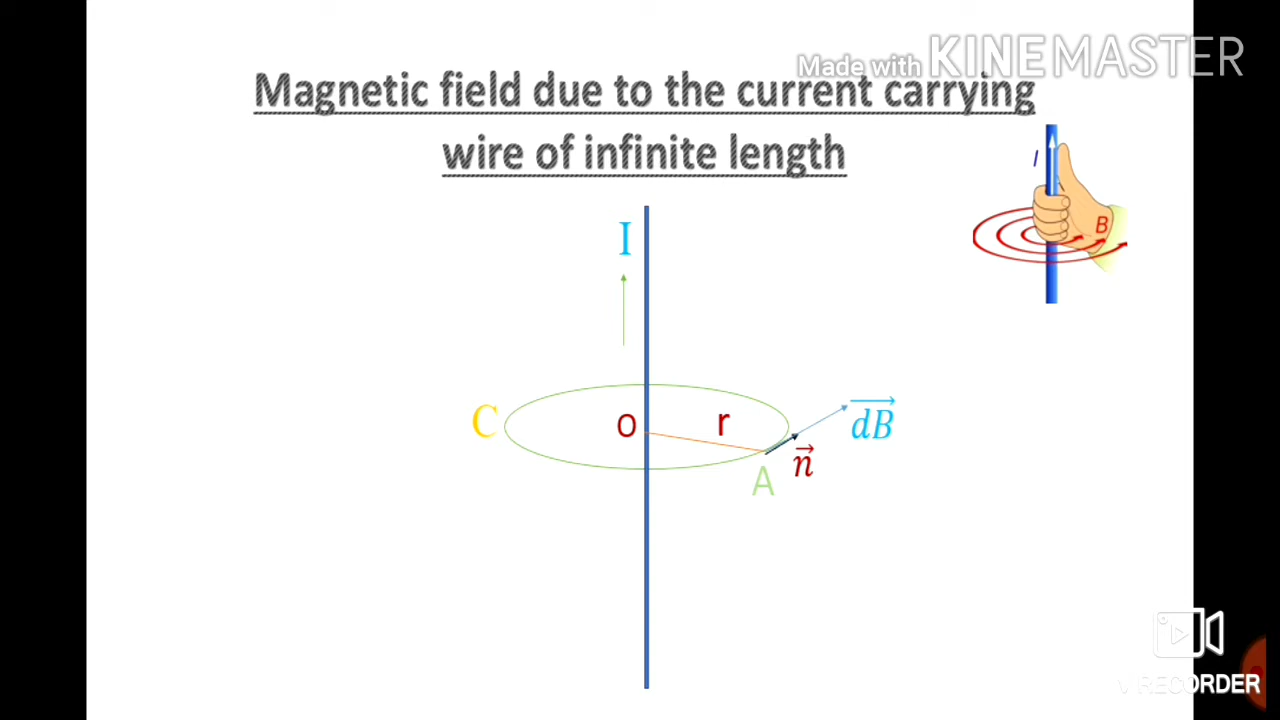 Made with KINEMASTER
Magnetic field due to the current carrying
wire of infinite length
I
I
B
C
O
r
dB
n
A
V RECORDER